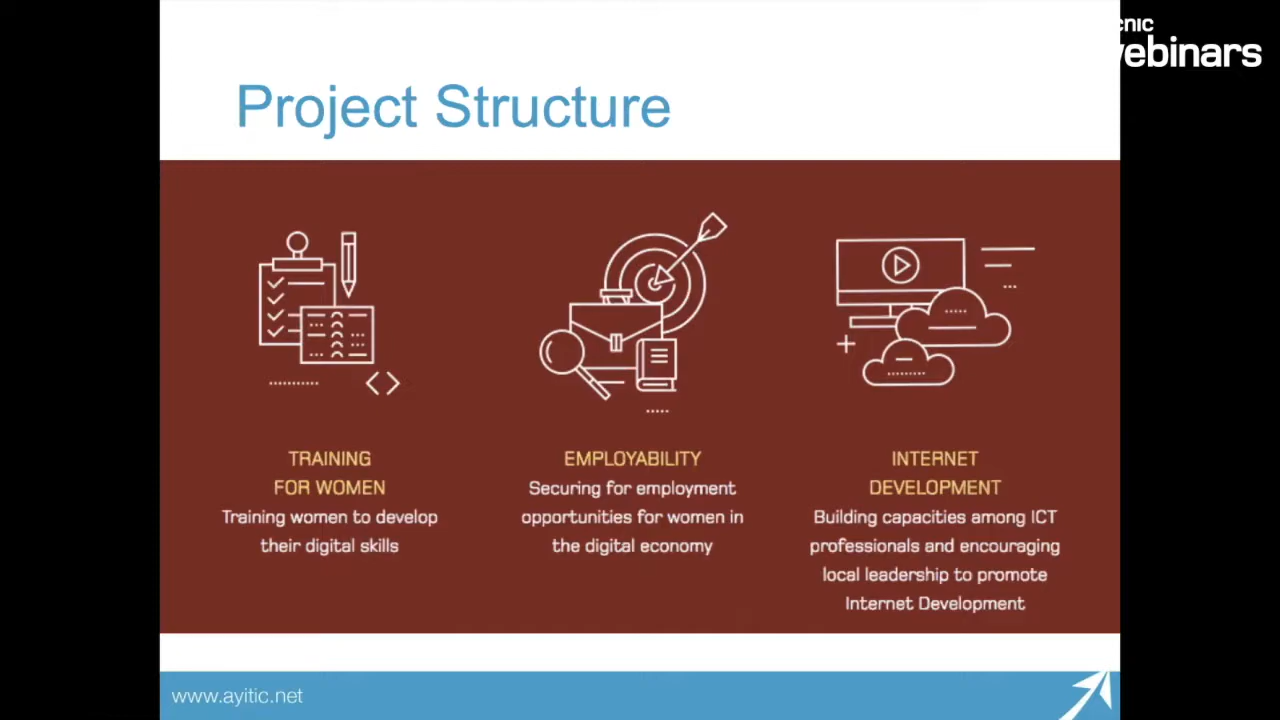 cnic
webinars
Project Structure
TRAINING
FOR WOMEN
Training women to develop
their digital skills
EMPLOYABILITY
Securing for employment
opportunities for women in
the digital economy
INTERNET
DEVELOPMENT
Building capacities among ICT
professionals and encouraging
local leadership to promote
Internet Development
www.ayitic.net